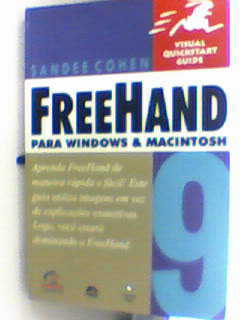 VISUAL
QUICKSTART
GUIDE
SANDEE COHEN
FREEHAND
PARA WINDOWS & MACINTOSH
9
Aprenda FreeHand de
maneira rápida e fácil! Este
guia utiliza imagens em vez
de explicações cansativas.
Logo, você estará
dominando o FreeHand.